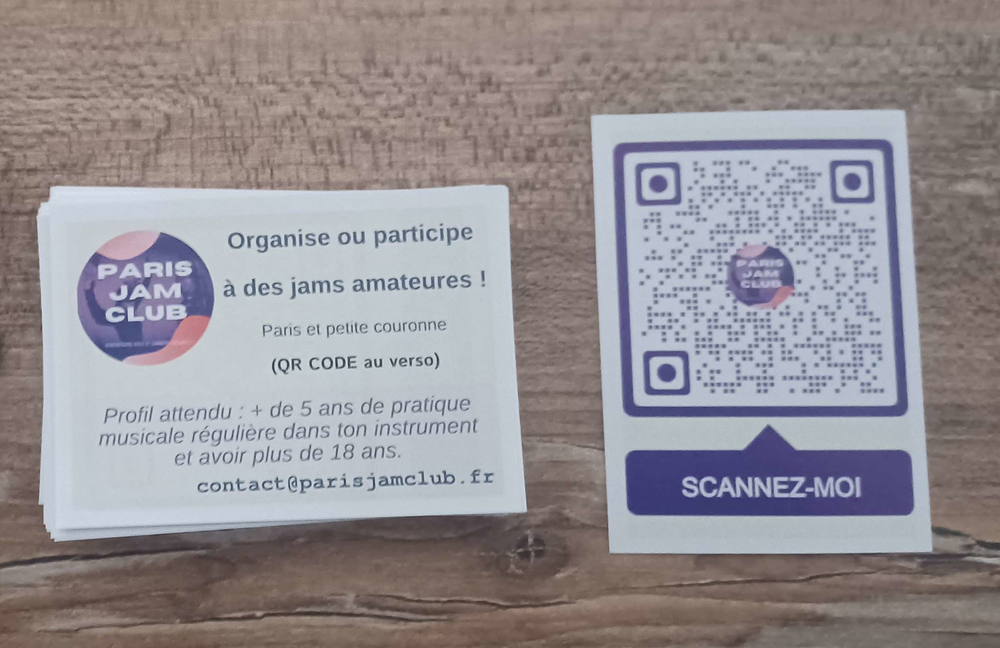 PARIS
JAM
CLUB
Organise ou participe
à des jams amateures !
Paris et petite couronne
(QR CODE au verso)
Profil attendu : + de 5 ans de pratique
musicale régulière dans ton instrument
et avoir plus de 18 ans.
contact@parisjamclub.fr
PARIS
JAM
CLUB
SCANNEZ-MOI